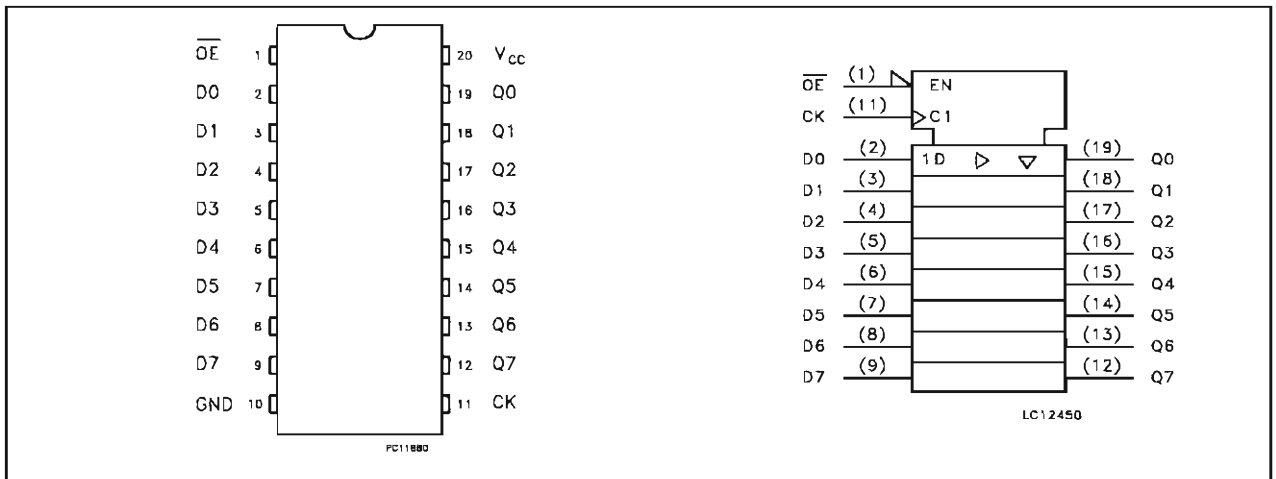 OE 1 20 VCC
D0 2 19 Q0
D1 3 18 Q1
D2 4 17 Q2
D3 5 16 Q3
D4 6 15 Q4
D5 7 14 Q5
D6 8 13 Q6
D7 9 12 Q7
GND 10 11 CK
PC11880
OE (1) EN
CK (11) C1
D0 (2) 1D (19) Q0
D1 (3) (18) Q1
D2 (4) (17) Q2
D3 (5) (16) Q3
D4 (6) (15) Q4
D5 (7) (14) Q5
D6 (8) (13) Q6
D7 (9) (12) Q7
LC12450